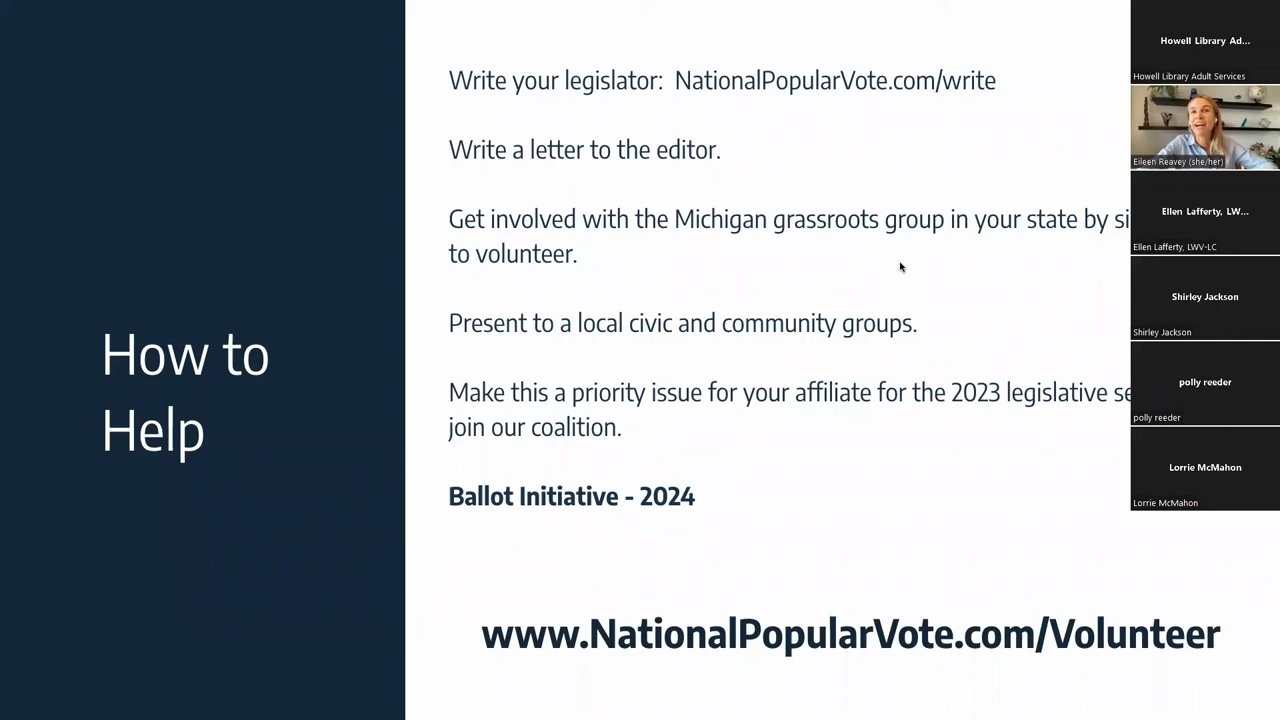 How to
Help
Write your legislator: NationalPopularVote.com/write
Write a letter to the editor.
Get involved with the Michigan grassroots group in your state by si
to volunteer.
Present to a local civic and community groups.
Make this a priority issue for your affiliate for the 2023 legislative se
join our coalition.
Ballot Initiative - 2024
www.NationalPopularVote.com/Volunteer
Howell Library Ad...
Howell Library Adult Services
Eileen Reavey (she/her)
Ellen Lafferty, LW...
Ellen Lafferty, LWV-LC
Shirley Jackson
Shirley Jackson
polly reeder
polly reeder
Lorrie McMahon
Lorrie McMahon